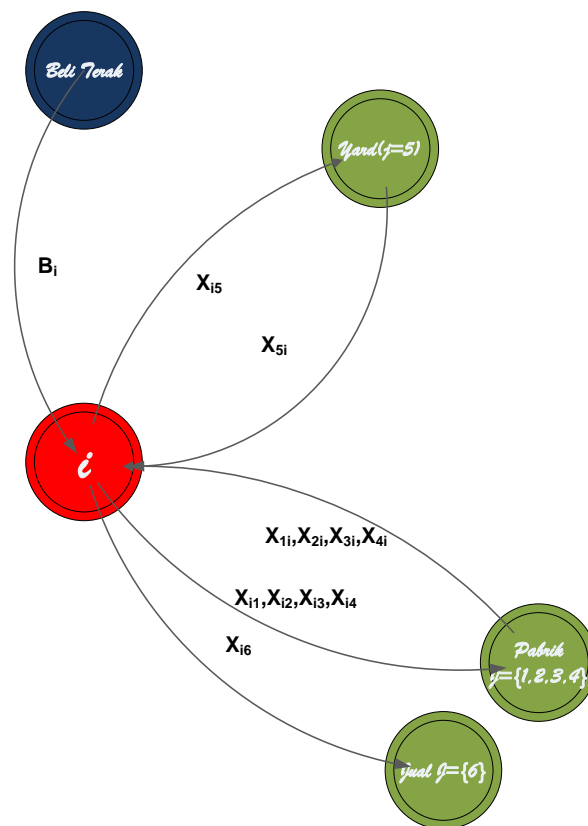 Beli Terak
Yard(j=5)
Bᵢ
Xᵢ₅
X₅ᵢ
i
X₁ᵢ,X₂ᵢ,X₃ᵢ,X₄ᵢ
Xᵢ₁,Xᵢ₂,Xᵢ₃,Xᵢ₄
Xᵢ₆
Pabrik
j={1,2,3,4}
jual J={6}